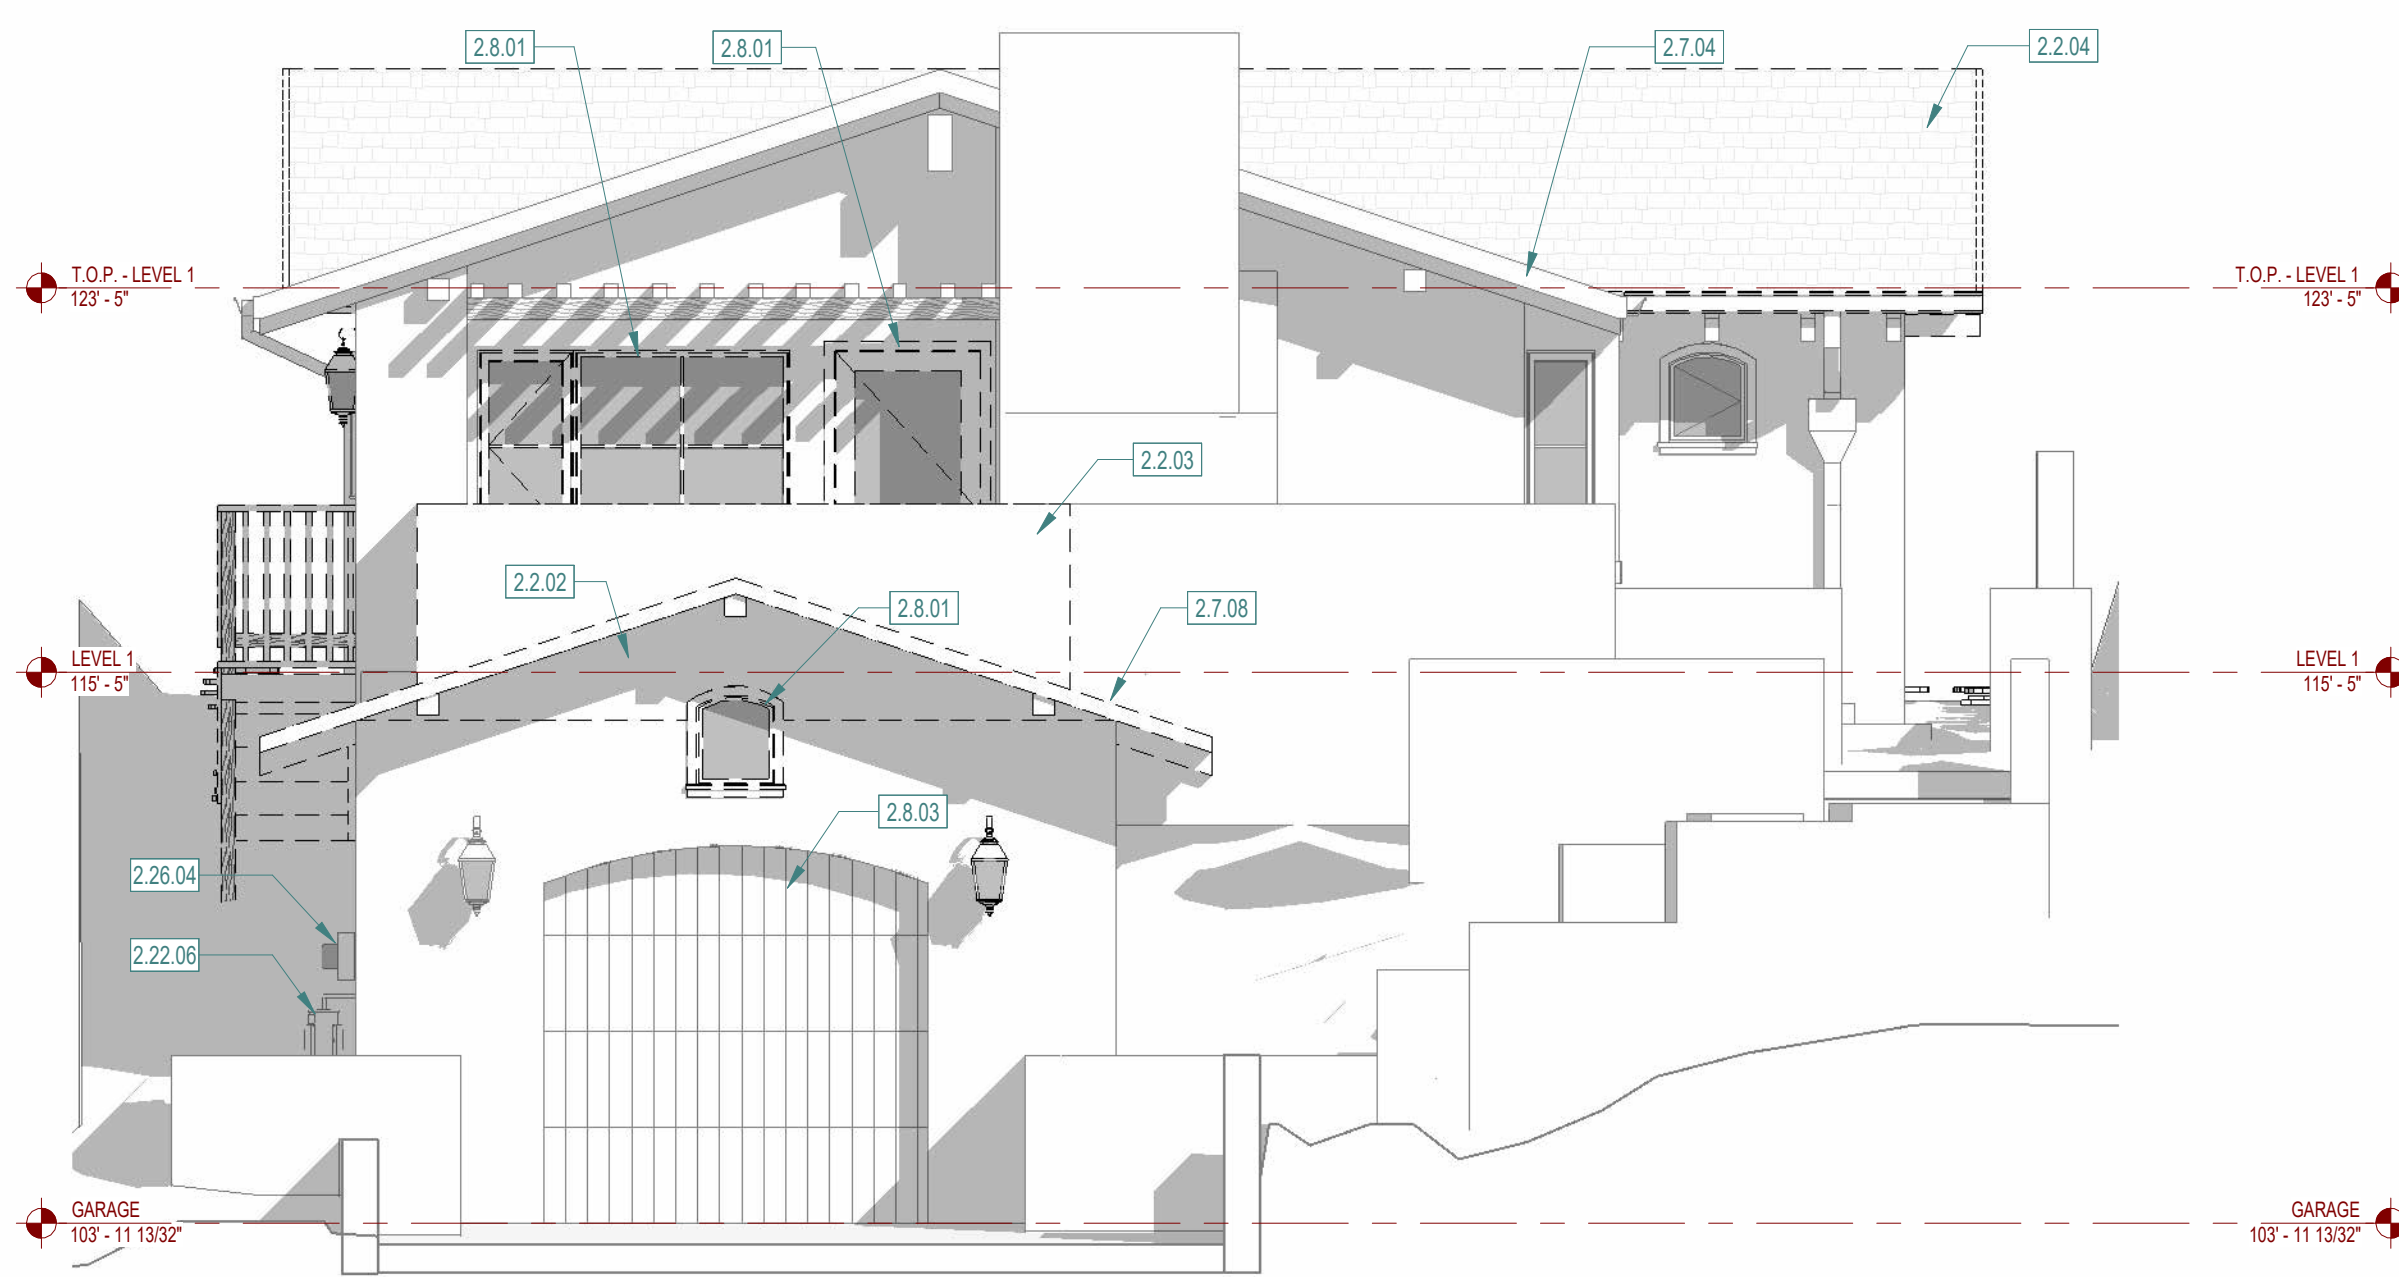 2.8.01
2.8.01
2.7.04
2.2.04
T.O.P. - LEVEL 1
123' - 5"
T.O.P. - LEVEL 1
123' - 5"
2.2.03
2.2.02
2.8.01
2.7.08
LEVEL 1
115' - 5"
LEVEL 1
115' - 5"
2.8.03
2.26.04
2.22.06
GARAGE
103' - 11 13/32"
GARAGE
103' - 11 13/32"